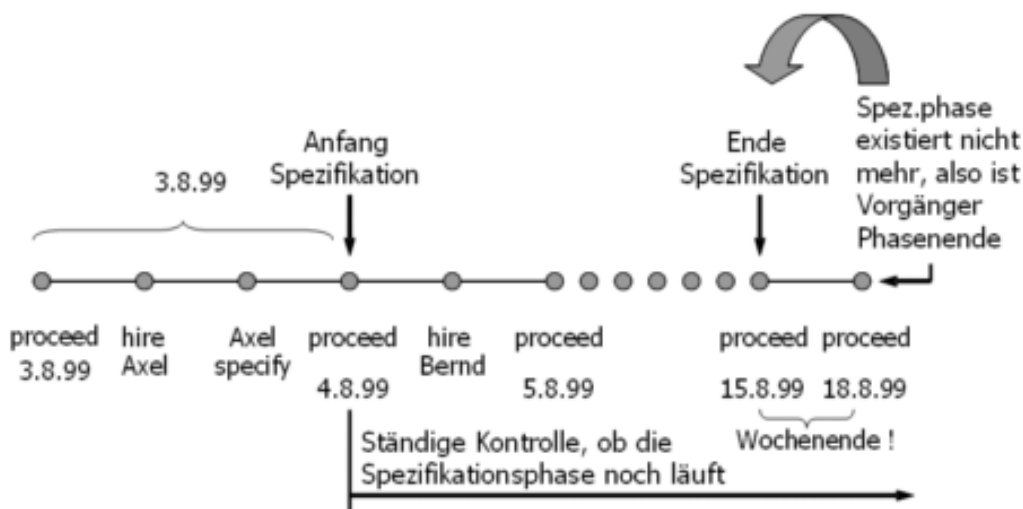 Anfang
Spezifikation
3.8.99
Ende
Spezifikation
Spez.phase
existiert nicht
mehr, also ist
Vorgänger
Phasenende
proceed
3.8.99
hire
Axel
Axel
specify
proceed
4.8.99
hire
Bernd
proceed
5.8.99
proceed
15.8.99
proceed
18.8.99
Wochenende !
Ständige Kontrolle, ob die
Spezifikationsphase noch läuft